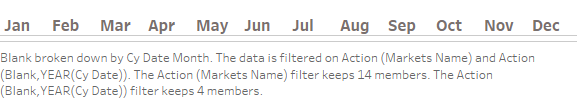 Jan Feb Mar Apr May Jun Jul Aug Sep Oct Nov Dec
Blank broken down by Cy Date Month. The data is filtered on Action (Markets Name) and Action
(Blank,YEAR(Cy Date)). The Action (Markets Name) filter keeps 14 members. The Action
(Blank,YEAR(Cy Date)) filter keeps 4 members.